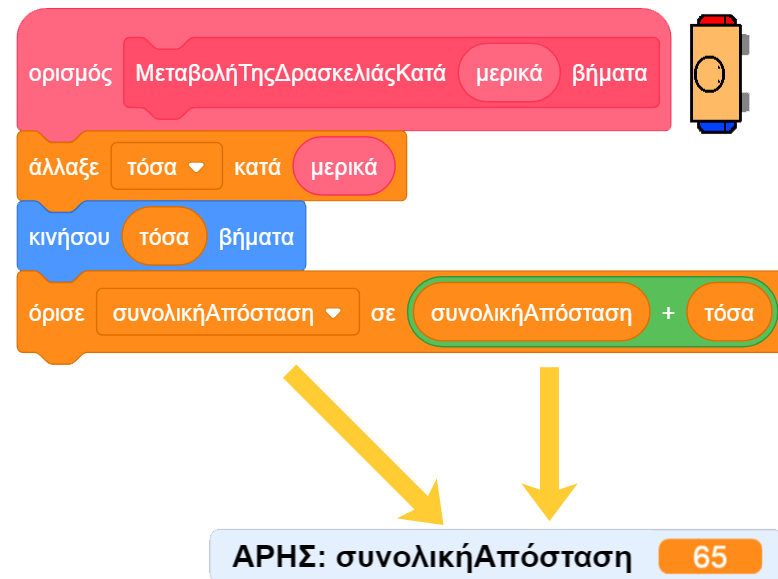 ορισμός ΜεταβολήΤηςΔρασκελιάςΚατά μερικά βήματα
άλλαξε τόσα κατά μερικά
κινήσου τόσα βήματα
όρισε συνολικήΑπόσταση σε συνολικήΑπόσταση + τόσα
ΑΡΗΣ: συνολικήΑπόσταση 65